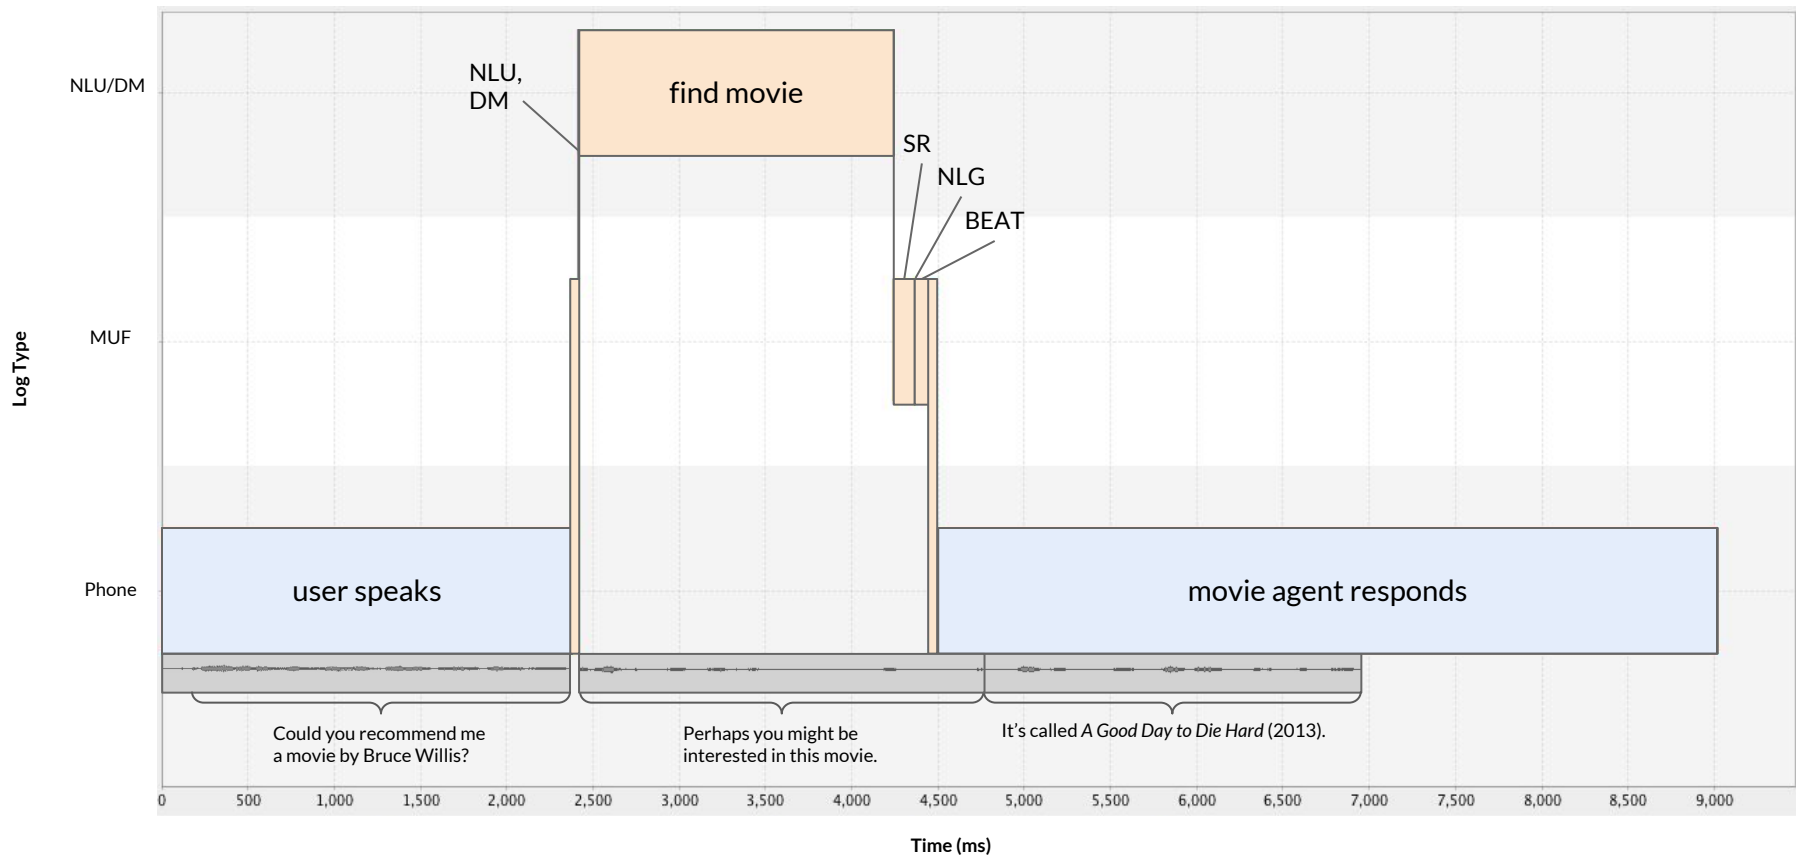 NLU/DM
NLU,
DM
find movie
SR
NLG
BEAT
MUF
Log Type
Phone
user speaks
movie agent responds
Could you recommend me
a movie by Bruce Willis?
Perhaps you might be
interested in this movie.
It's called A Good Day to Die Hard (2013).
0 500 1,000 1,500 2,000 2,500 3,000 3,500 4,000 4,500 5,000 5,500 6,000 6,500 7,000 7,500 8,000 8,500 9,000
Time (ms)